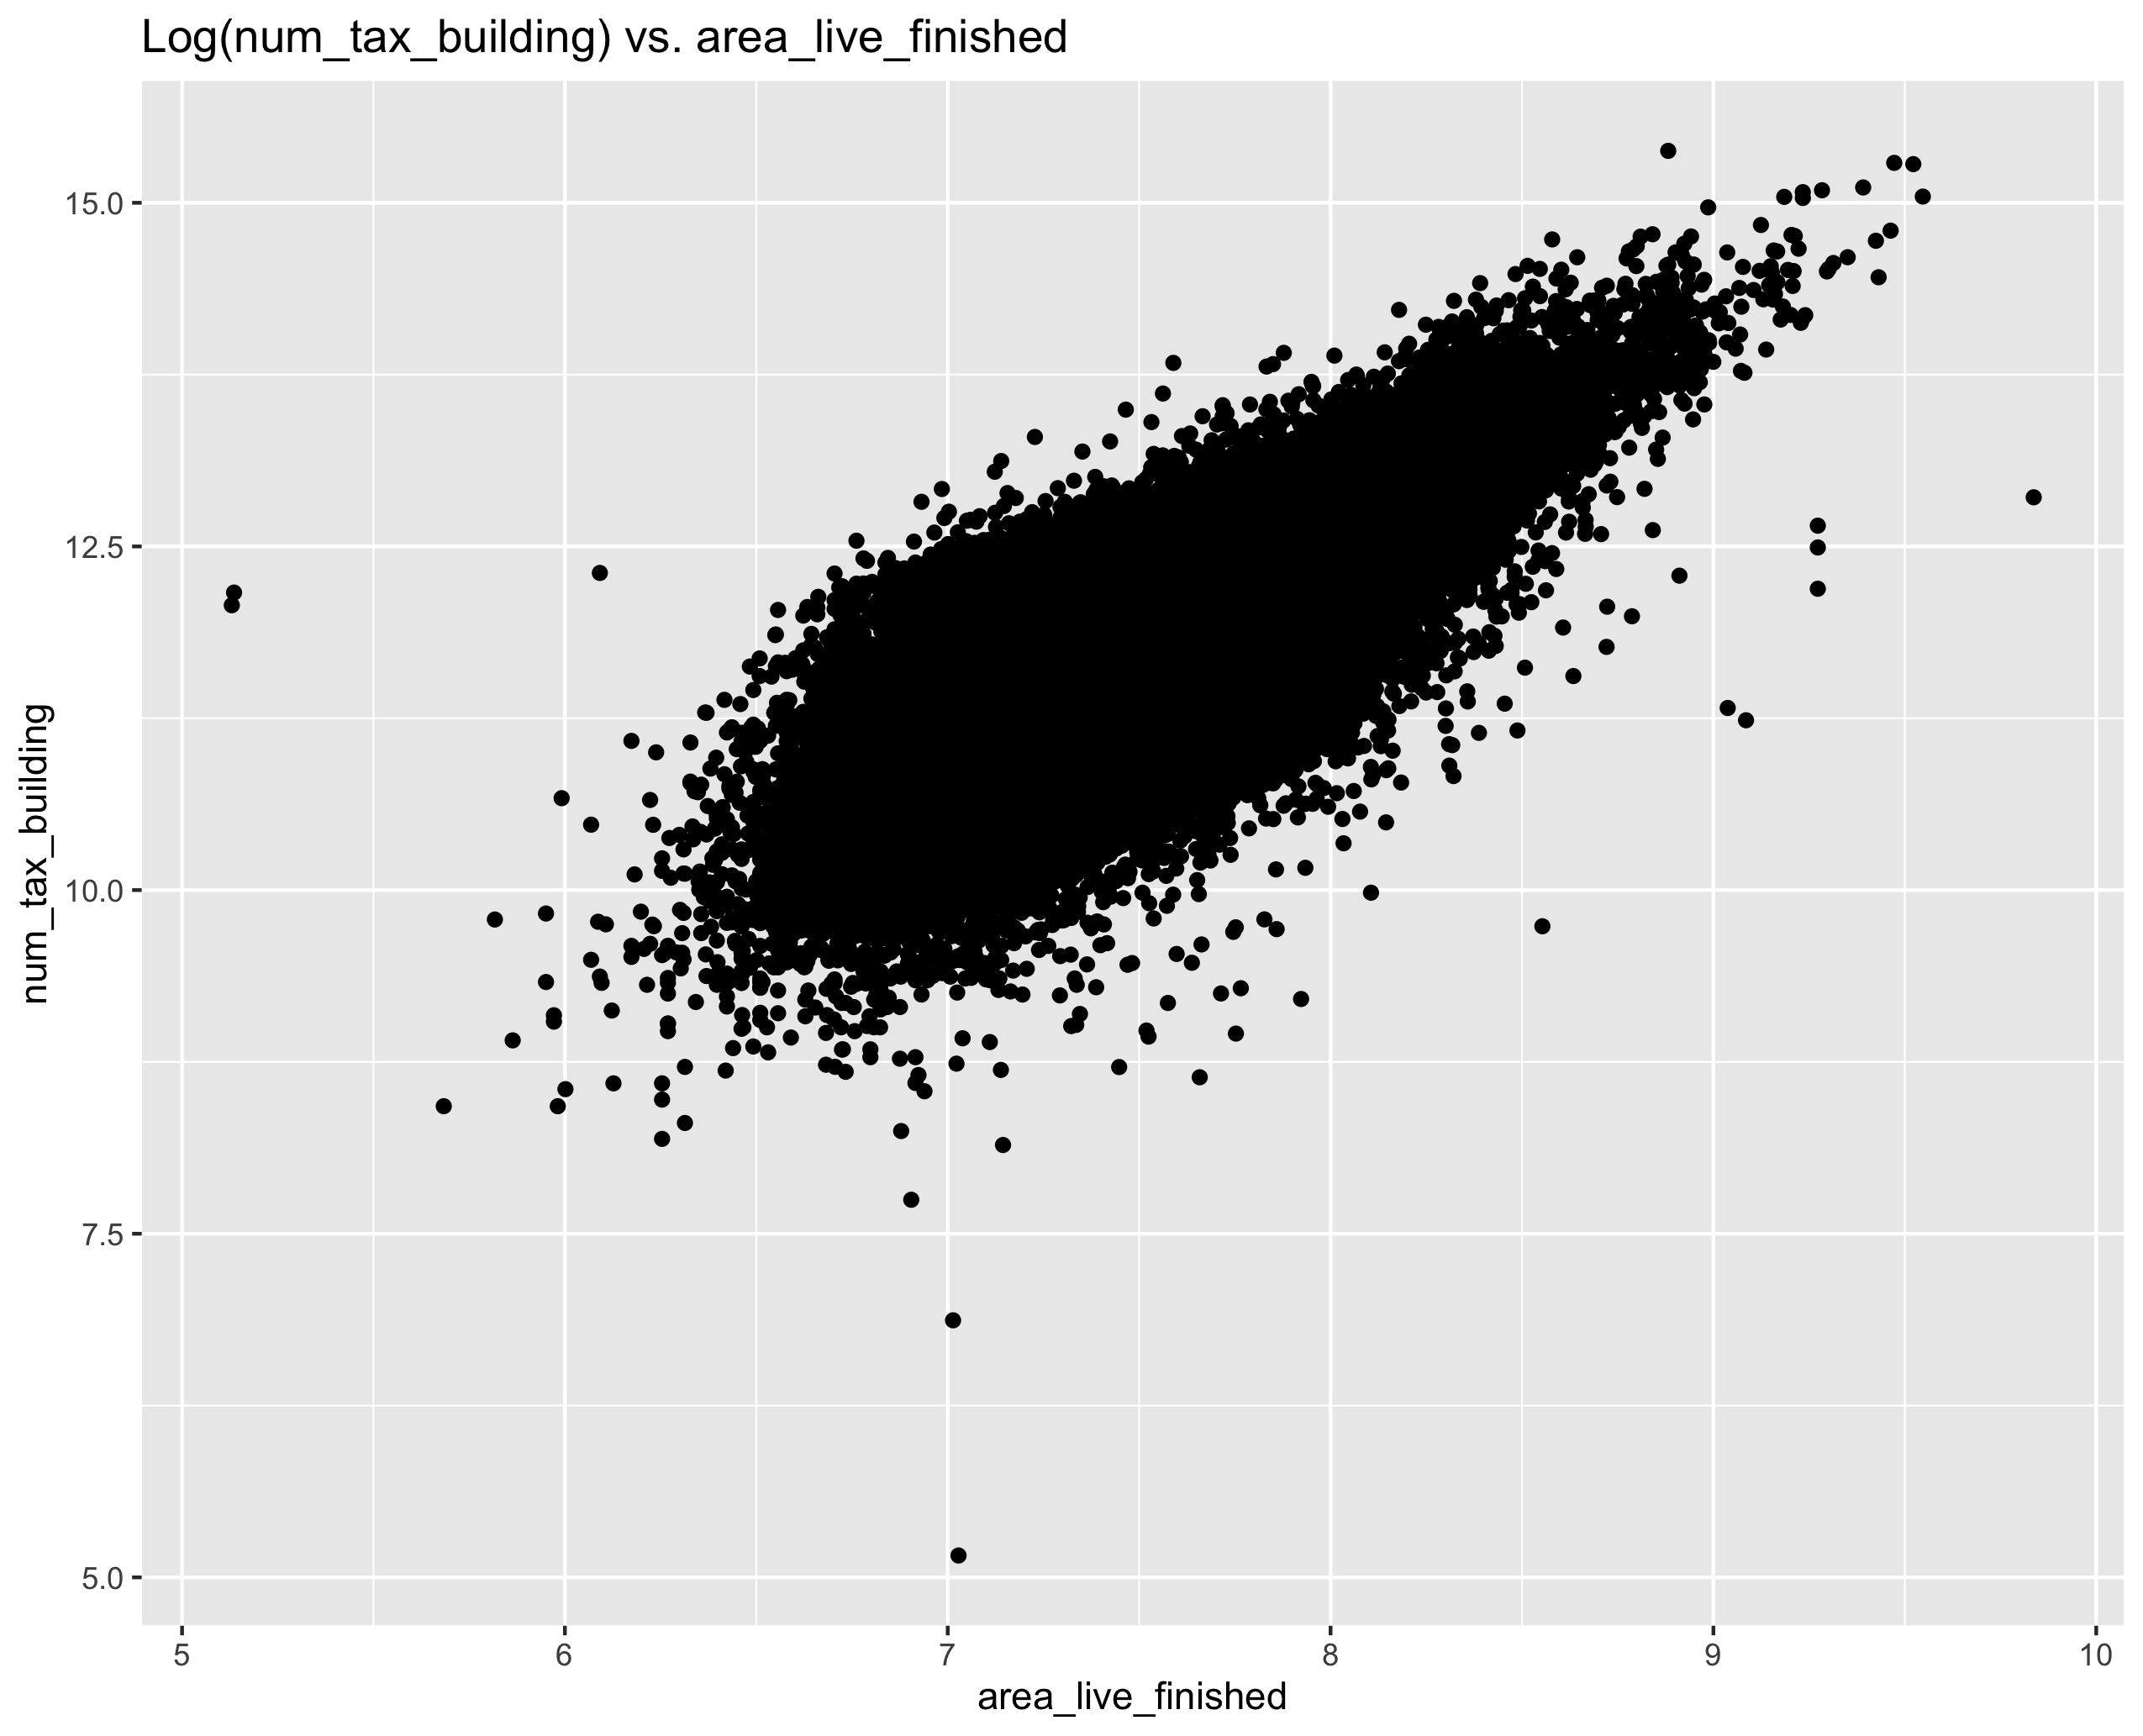 Log(num_tax_building) vs. area_live_finished
num_tax_building
15.0
12.5
10.0
7.5
5.0
5 6 7 8 9 10
area_live_finished